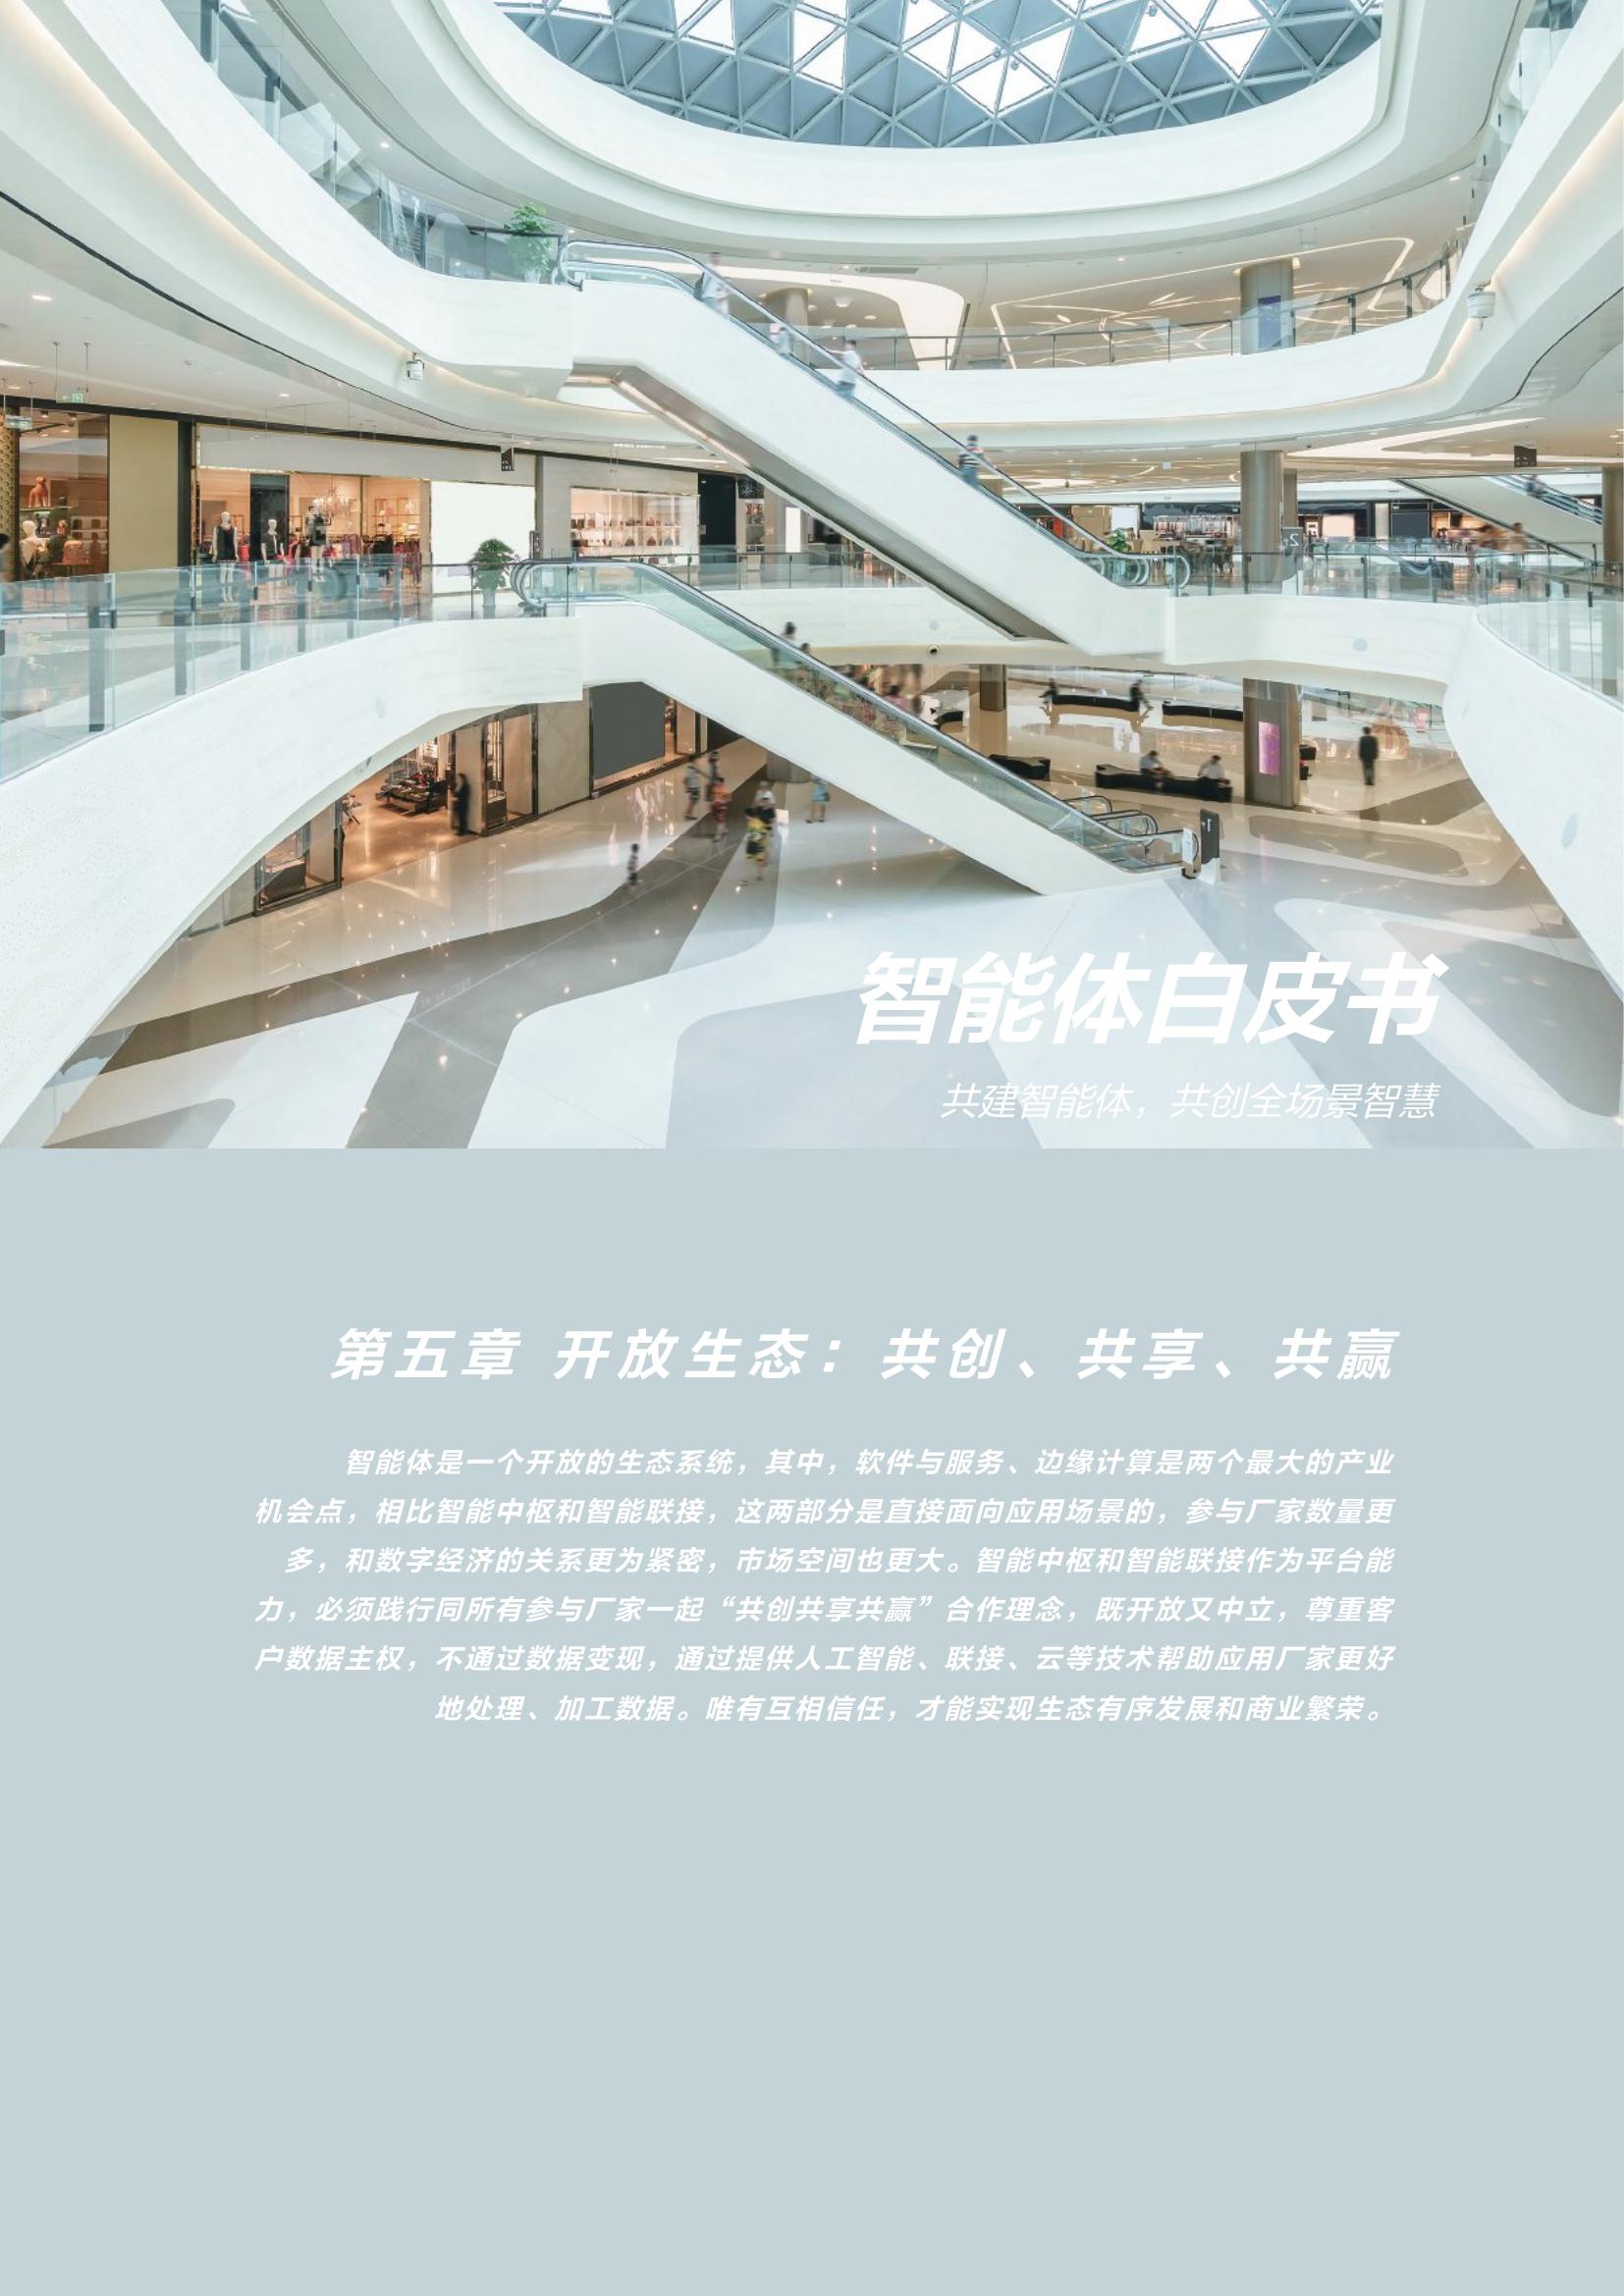 智能体白皮书
共建智能体，共创全场景智慧
第五章 开放生态：共创、共享、共赢
智能体是一个开放的生态系统，其中，软件与服务、边缘计算是两个最大的产业
机会点，相比智能中枢和智能联接，这两部分是直接面向应用场景的，参与厂家数量更
多，和数字经济的关系更为紧密，市场空间也更大。智能中枢和智能联接作为平台能
力，必须践行同所有参与厂家一起“共创共享共赢”合作理念，既开放又中立，尊重客
户数据主权，不通过数据变现，通过提供人工智能、联接、云等技术帮助应用厂家更好
地处理、加工数据。唯有互相信任，才能实现生态有序发展和商业繁荣。